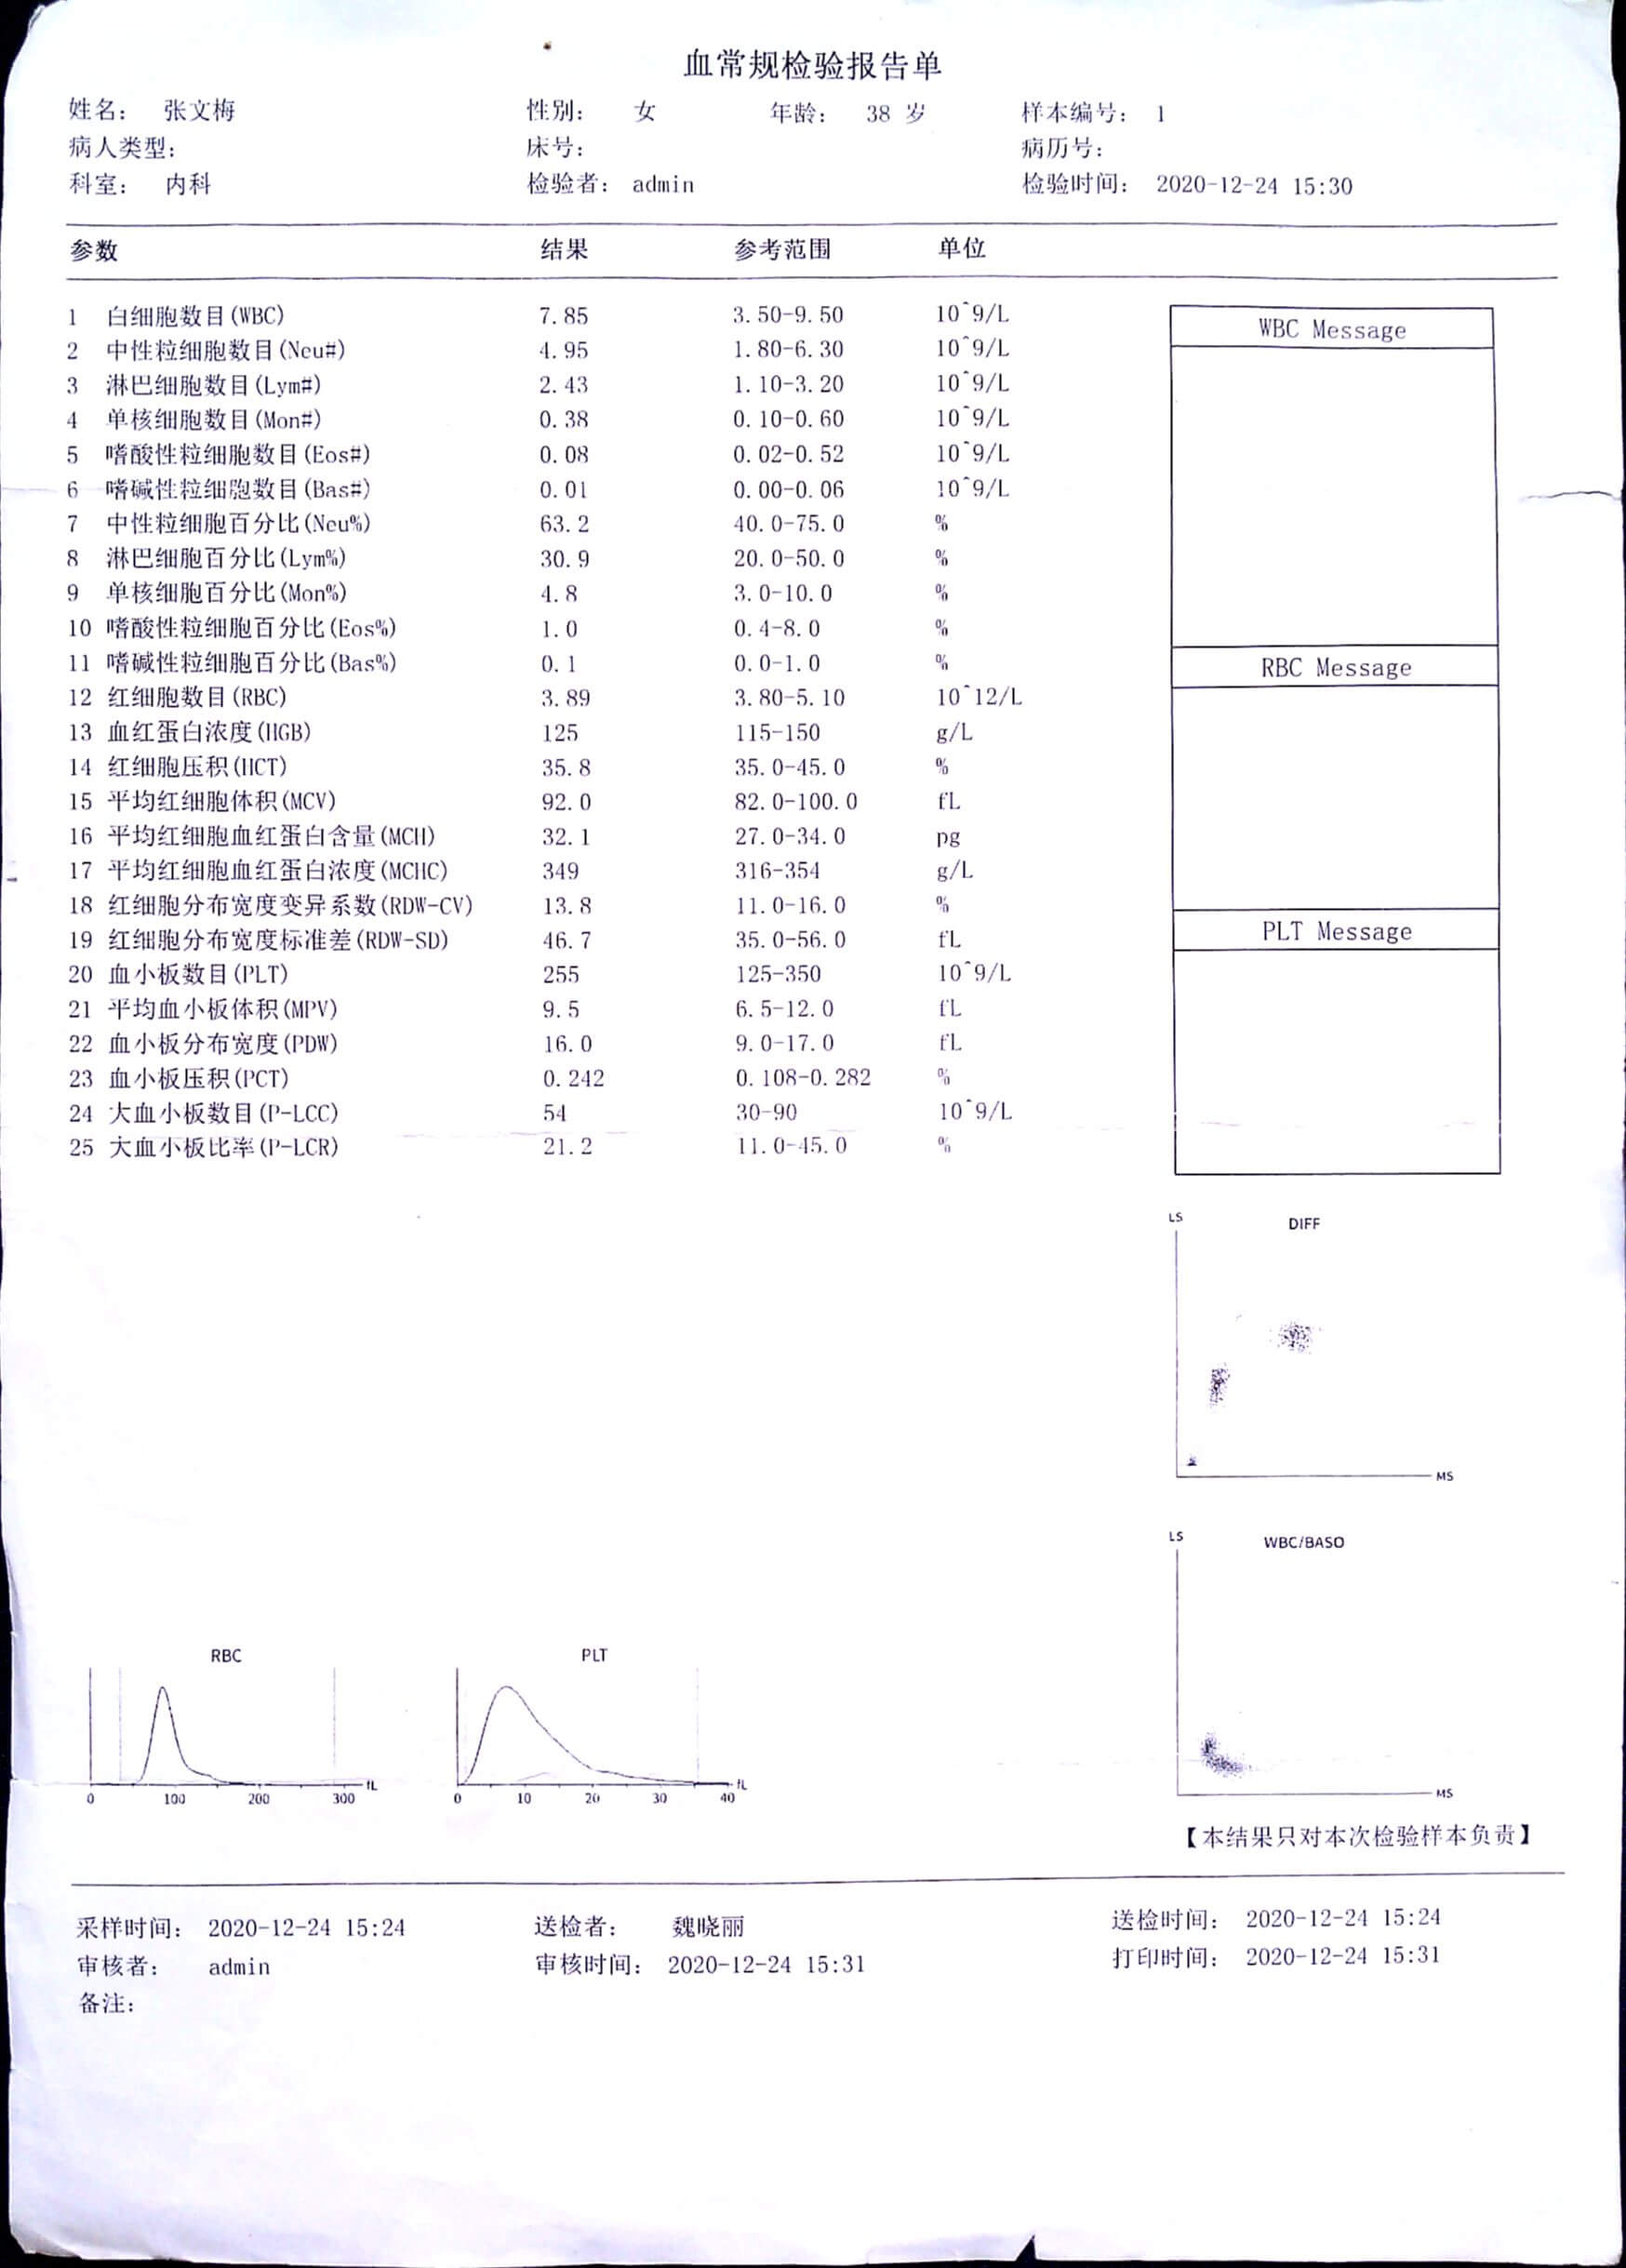 血常规检验报告单
姓名: 张文梅 性别: 女 年龄: 38 岁 样本编号: 1
病人类型: 床号: 病历号:
科室: 内科 检验者: admin 检验时间: 2020-12-24 15:30
参数 结果 参考范围 单位
1 白细胞数目(WBC) 7.85 3.50-9.50 10^9/L
2 中性粒细胞数目(Neu#) 4.95 1.80-6.30 10^9/L
3 淋巴细胞数目(Lym#) 2.43 1.10-3.20 10^9/L
4 单核细胞数目(Mon#) 0.38 0.10-0.60 10^9/L
5 嗜酸性粒细胞数目(Eos#) 0.08 0.02-0.52 10^9/L
6 嗜碱性粒细胞数目(Bas#) 0.01 0.00-0.06 10^9/L
7 中性粒细胞百分比(Neu%) 63.2 40.0-75.0 %
8 淋巴细胞百分比(Lym%) 30.9 20.0-50.0 %
9 单核细胞百分比(Mon%) 4.8 3.0-10.0 %
10 嗜酸性粒细胞百分比(Eos%) 1.0 0.4-8.0 %
11 嗜碱性粒细胞百分比(Bas%) 0.1 0.0-1.0 %
12 红细胞数目(RBC) 3.89 3.80-5.10 10^12/L
13 血红蛋白浓度(HGB) 125 115-150 g/L
14 红细胞压积(HCT) 35.8 35.0-45.0 %
15 平均红细胞体积(MCV) 92.0 82.0-100.0 fL
16 平均红细胞血红蛋白含量(MCH) 32.1 27.0-34.0 pg
17 平均红细胞血红蛋白浓度(MCHC) 349 316-354 g/L
18 红细胞分布宽度变异系数(RDW-CV) 13.8 11.0-16.0 %
19 红细胞分布宽度标准差(RDW-SD) 46.7 35.0-56.0 fL
20 血小板数目(PLT) 255 125-350 10^9/L
21 平均血小板体积(MPV) 9.5 6.5-12.0 fL
22 血小板分布宽度(PDW) 16.0 9.0-17.0 fL
23 血小板压积(PCT) 0.242 0.108-0.282 %
24 大血小板数目(P-LCC) 54 30-90 10^9/L
25 大血小板比率(P-LCR) 21.2 11.0-45.0 %
WBC Message
RBC Message
PLT Message
LS DIFF
MS
LS WBC/BASO
MS
RBC
0 100 200 300 fL
PLT
0 10 20 30 40 fL
【本结果只对本次检验样本负责】
采样时间: 2020-12-24 15:24 送检者: 魏晓丽 送检时间: 2020-12-24 15:24
审核者: admin 审核时间: 2020-12-24 15:31 打印时间: 2020-12-24 15:31
备注: